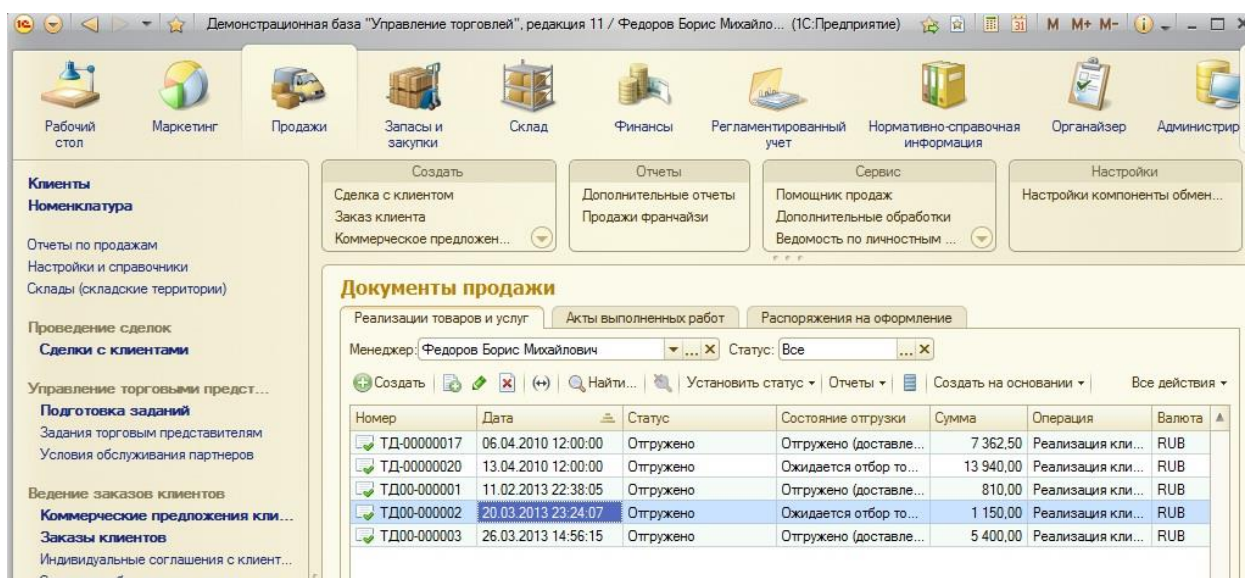 Демонстрационная база "Управление торговлей", редакция 11 / Федоров Борис Михайло... (1С:Предприятие)
31 M M+ M-
Рабочий стол
Маркетинг
Продажи
Запасы и закупки
Склад
Финансы
Регламентированный учет
Нормативно-справочная информация
Органайзер
Администрир
Клиенты
Номенклатура
Отчеты по продажам
Настройки и справочники
Склады (складские территории)
Проведение сделок
Сделки с клиентами
Управление торговыми предст...
Подготовка заданий
Задания торговым представителям
Условия обслуживания партнеров
Ведение заказов клиентов
Коммерческие предложения кли...
Заказы клиентов
Индивидуальные соглашения с клиент...
Создать
Сделка с клиентом
Заказ клиента
Коммерческое предложен...
Отчеты
Дополнительные отчеты
Продажи франчайзи
Сервис
Помощник продаж
Дополнительные обработки
Ведомость по личностным ...
Настройки
Настройки компоненты обмен...
Документы продажи
Реализации товаров и услуг Акты выполненных работ Распоряжения на оформление
Менеджер: Федоров Борис Михайлович ... Статус: Все ...
Создать Найти... Установить статус Отчеты Создать на основании Все действия
Номер Дата Статус Состояние отгрузки Сумма Операция Валюта
ТД-00000017 06.04.2010 12:00:00 Отгружено Отгружено (доставле... 7 362,50 Реализация кли... RUB
ТД-00000020 13.04.2010 12:00:00 Отгружено Ожидается отбор то... 13 940,00 Реализация кли... RUB
ТД00-000001 11.02.2013 22:38:05 Отгружено Отгружено (доставле... 810,00 Реализация кли... RUB
ТД00-000002 20.03.2013 23:24:07 Отгружено Ожидается отбор то... 1 150,00 Реализация кли... RUB
ТД00-000003 26.03.2013 14:56:15 Отгружено Отгружено (доставле... 5 400,00 Реализация кли... RUB